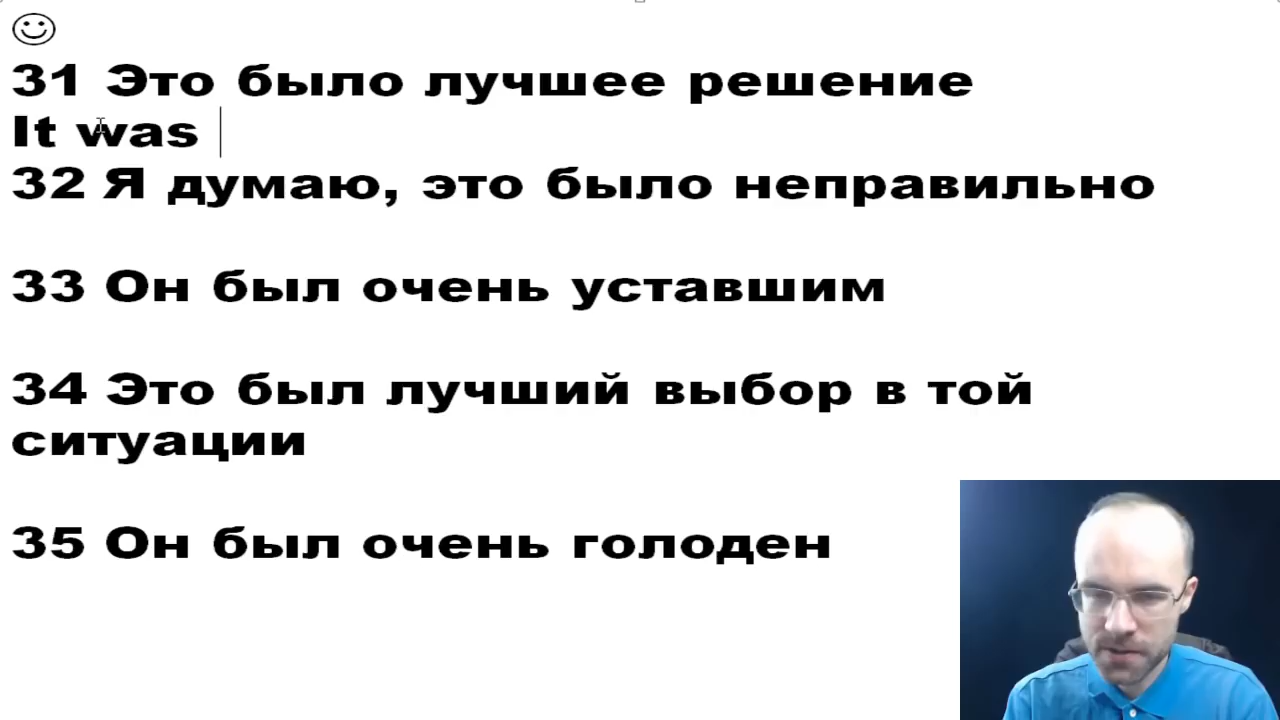 31 Это было лучшее решение
It was
32 Я думаю, это было неправильно
33 Он был очень уставшим
34 Это был лучший выбор в той
ситуации
35 Он был очень голоден